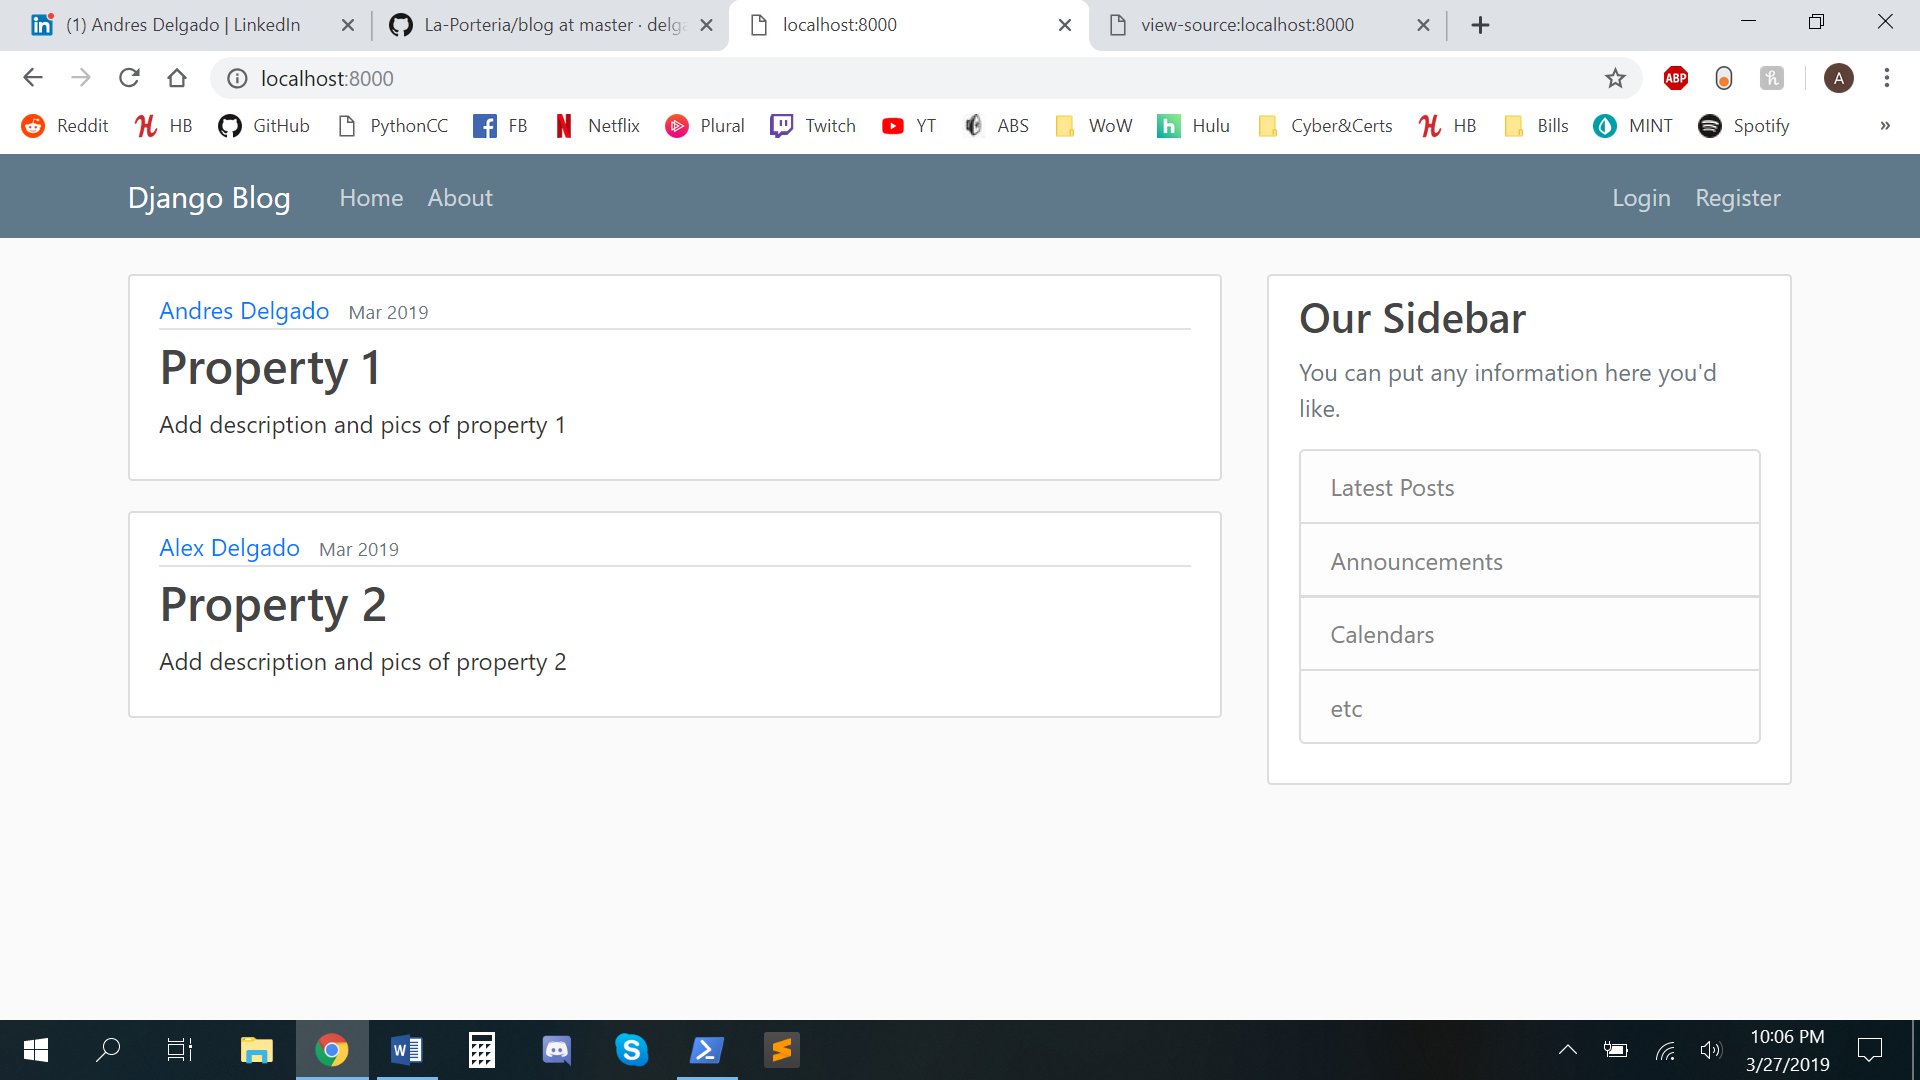 (1) Andres Delgado | LinkedIn
La-Porteria/blog at master · delga
localhost:8000
view-source:localhost:8000
localhost:8000
ABP
A
Reddit HB GitHub PythonCC FB Netflix Plural Twitch YT ABS WoW Hulu Cyber&Certs HB Bills MINT Spotify »
Django Blog Home About Login Register
Andres Delgado Mar 2019
Property 1
Add description and pics of property 1
Alex Delgado Mar 2019
Property 2
Add description and pics of property 2
Our Sidebar
You can put any information here you'd
like.
Latest Posts
Announcements
Calendars
etc
10:06 PM
3/27/2019